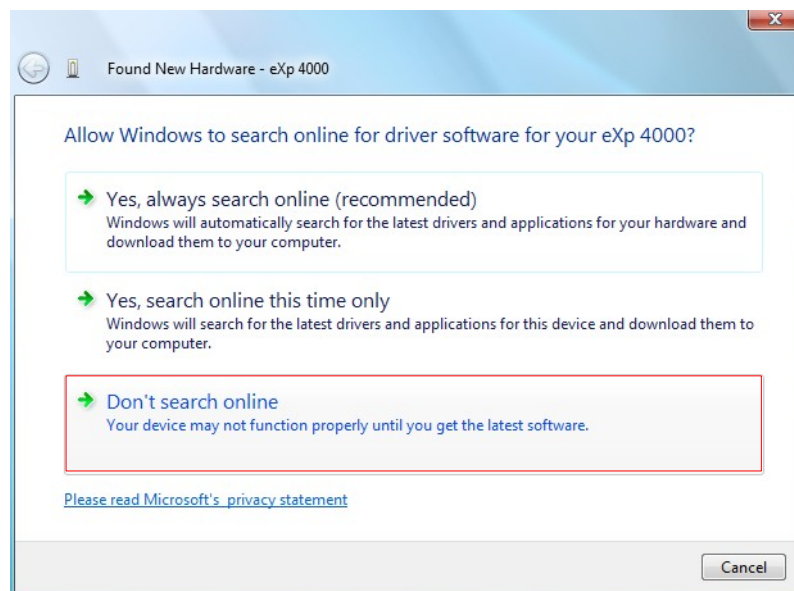 Found New Hardware - eXp 4000
Allow Windows to search online for driver software for your eXp 4000?
Yes, always search online (recommended)
Windows will automatically search for the latest drivers and applications for your hardware and
download them to your computer.
Yes, search online this time only
Windows will search for the latest drivers and applications for this device and download them to
your computer.
Don't search online
Your device may not function properly until you get the latest software.
Please read Microsoft's privacy statement
Cancel